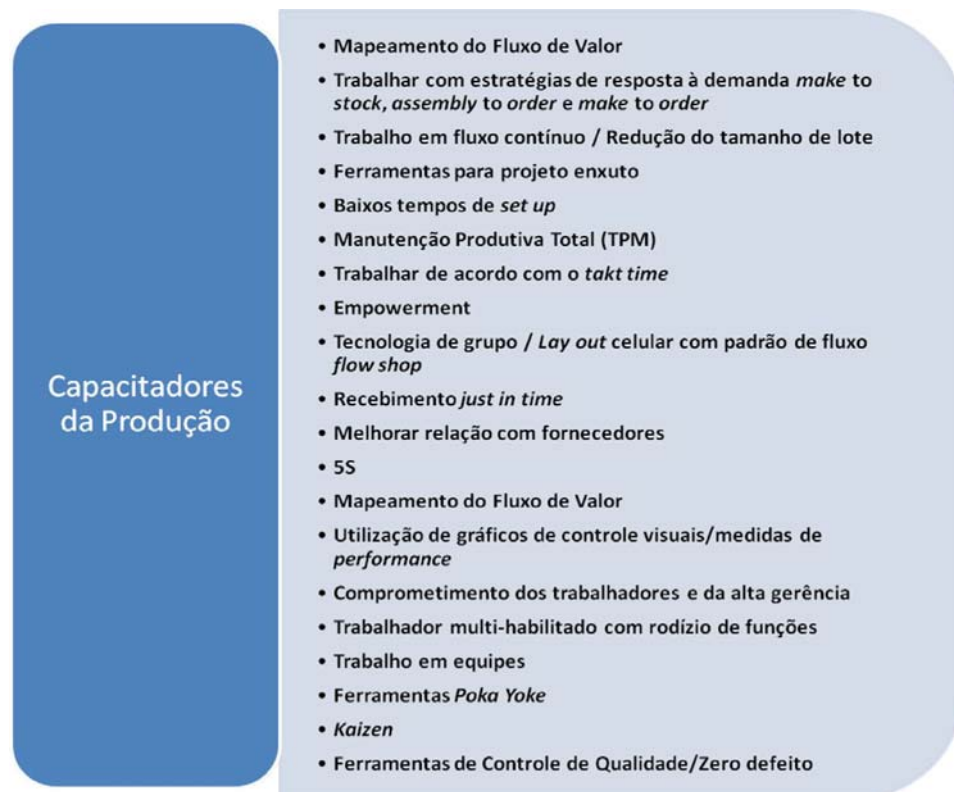 Capacitadores
da Produção
• Mapeamento do Fluxo de Valor
• Trabalhar com estratégias de resposta à demanda make to
stock, assembly to order e make to order
• Trabalho em fluxo contínuo / Redução do tamanho de lote
• Ferramentas para projeto enxuto
• Baixos tempos de set up
• Manutenção Produtiva Total (TPM)
• Trabalhar de acordo com o takt time
• Empowerment
• Tecnologia de grupo / Lay out celular com padrão de fluxo
flow shop
• Recebimento just in time
• Melhorar relação com fornecedores
• 5S
• Mapeamento do Fluxo de Valor
• Utilização de gráficos de controle visuais/medidas de
performance
• Comprometimento dos trabalhadores e da alta gerência
• Trabalhador multi-habilitado com rodízio de funções
• Trabalho em equipes
• Ferramentas Poka Yoke
• Kaizen
• Ferramentas de Controle de Qualidade/Zero defeito